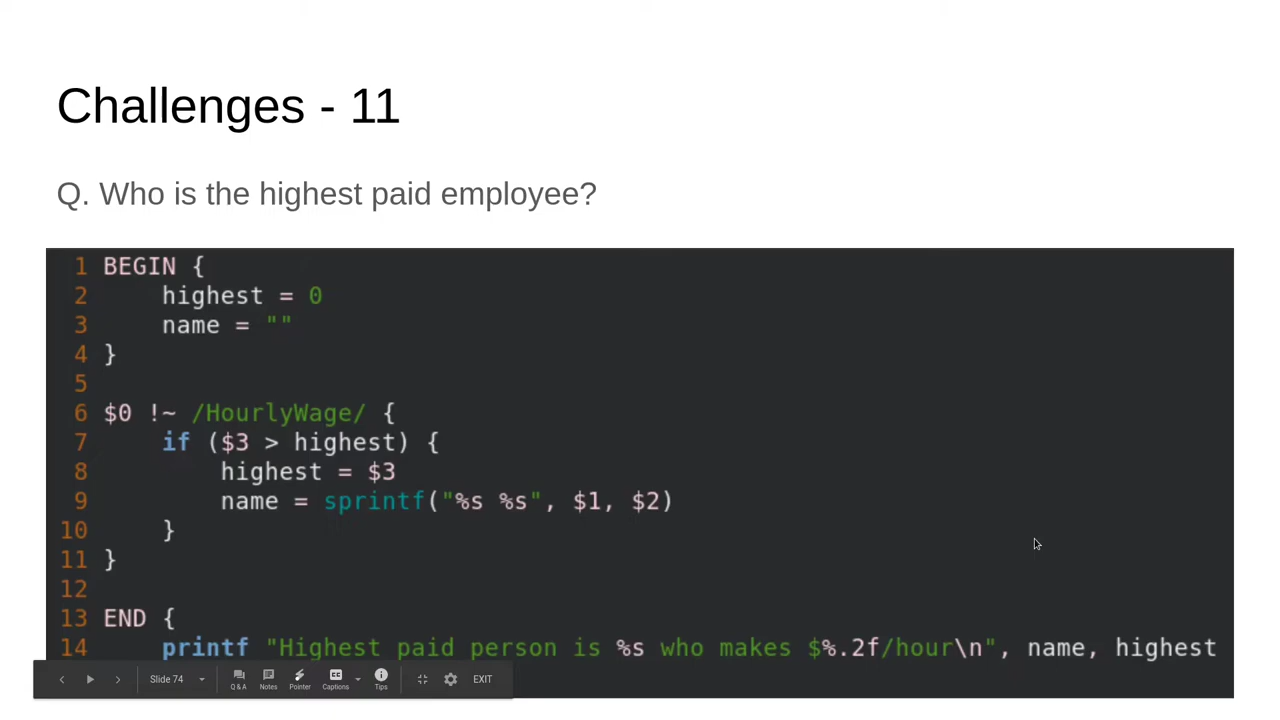 Challenges - 11
Q. Who is the highest paid employee?
1 BEGIN {
2     highest = 0
3     name = ""
4 }
5
6 $0 !~ /HourlyWage/ {
7     if ($3 > highest) {
8         highest = $3
9         name = sprintf("%s %s", $1, $2)
10     }
11 }
12
13 END {
14     printf "Highest paid person is %s who makes $%.2f/hour\n", name, highest
Slide 74
Q & A
Notes
Pointer
Captions
Tips
EXIT